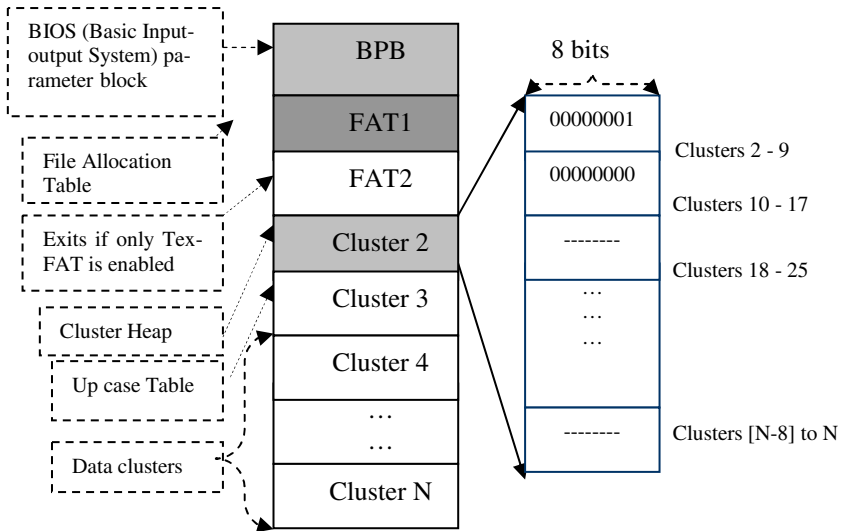 BIOS (Basic Input-
output System) pa-
rameter block
File Allocation
Table
Exits if only Tex-
FAT is enabled
Cluster Heap
Up case Table
Data clusters
BPB
FAT1
FAT2
Cluster 2
Cluster 3
Cluster 4
…
…
Cluster N
8 bits
00000001
00000000
--------
…
…
…
--------
Clusters 2 - 9
Clusters 10 - 17
Clusters 18 - 25
Clusters [N-8] to N